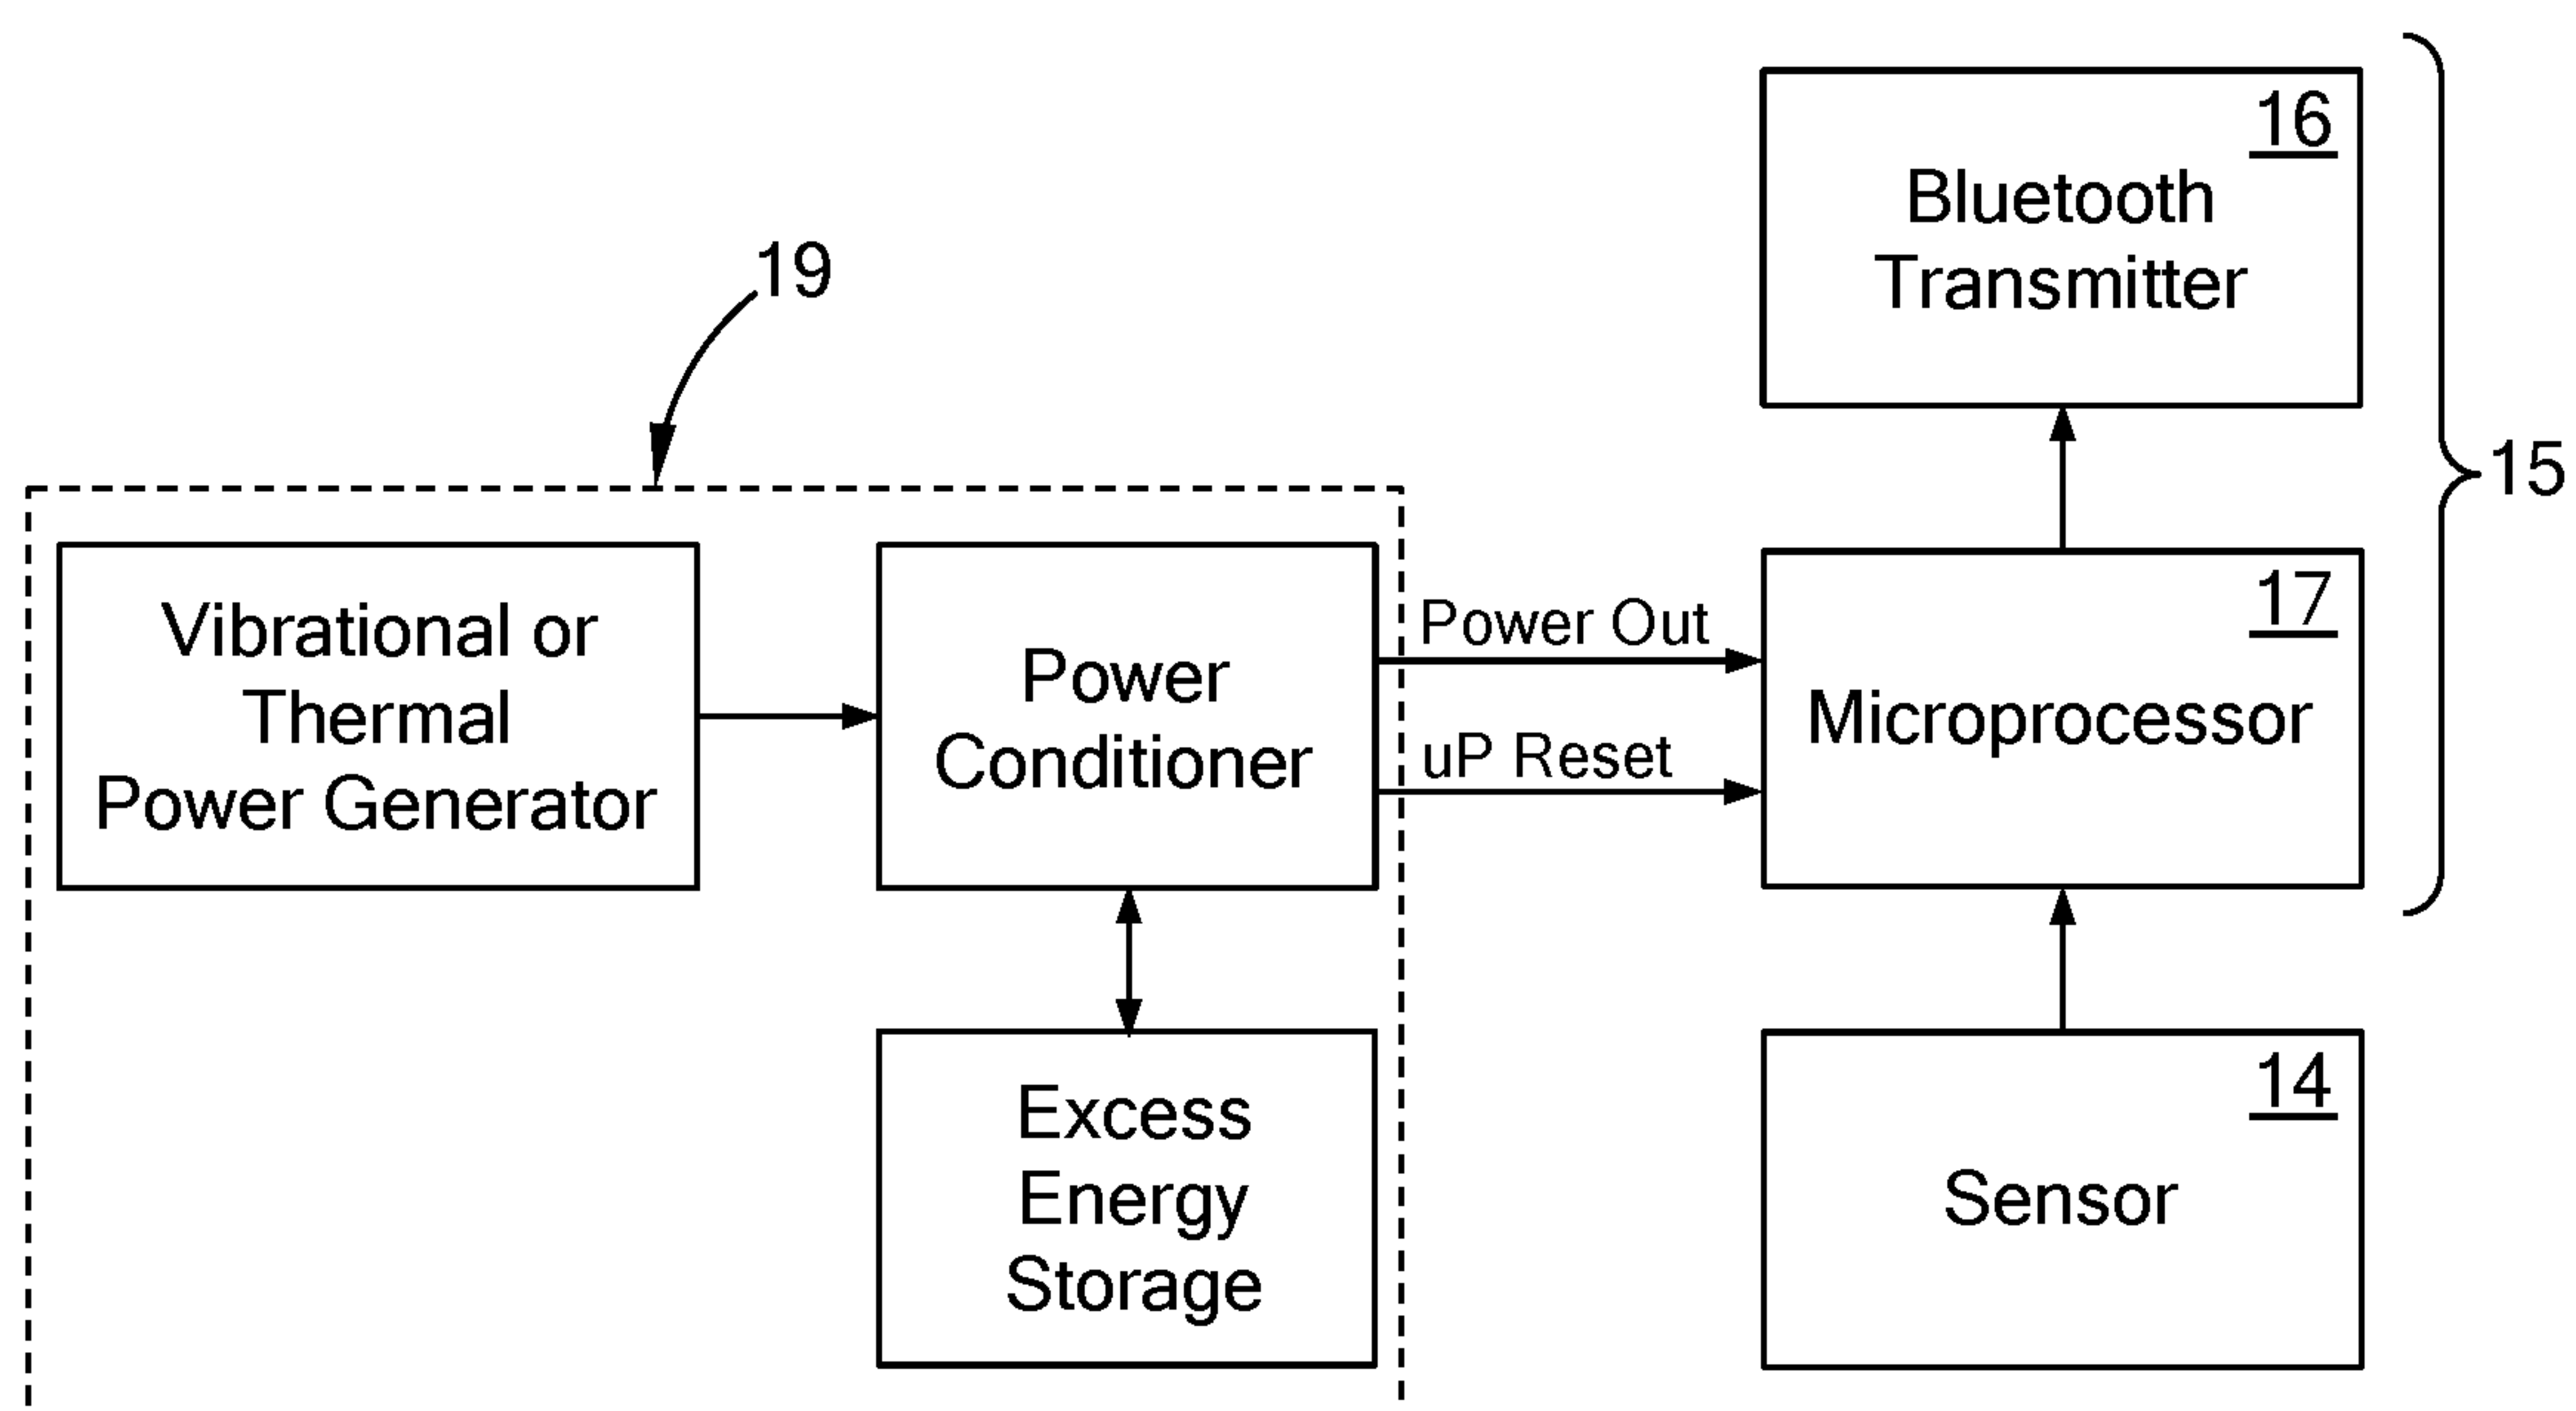 16
Bluetooth
Transmitter
19
15
Vibrational or
Thermal
Power Generator
Power
Conditioner
Power Out
uP Reset
17
Microprocessor
Excess
Energy
Storage
14
Sensor